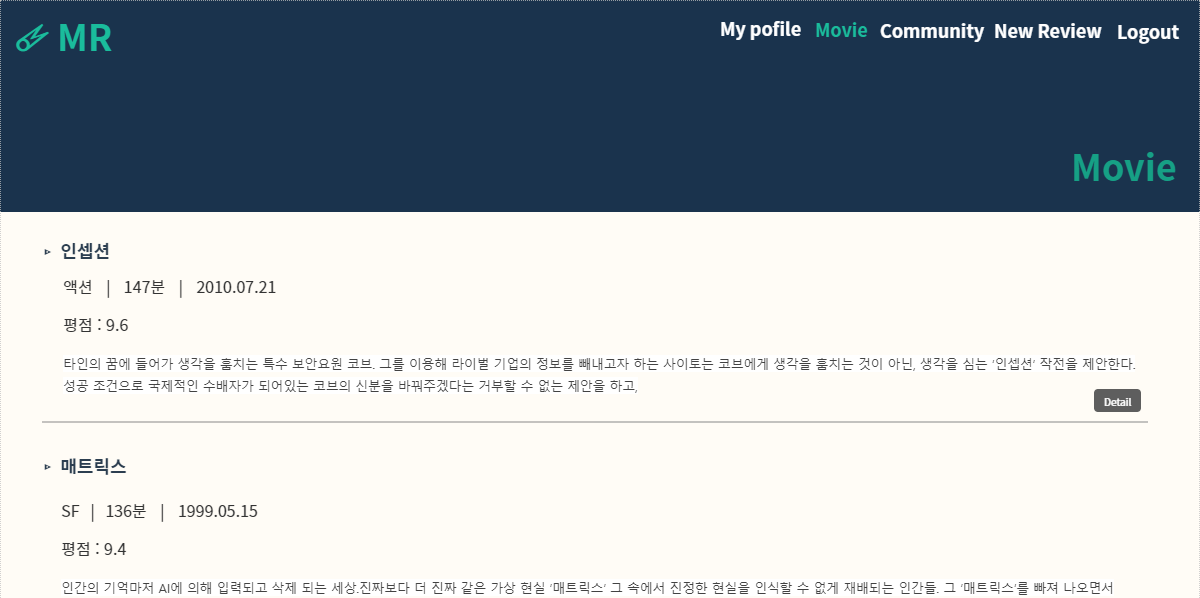 MR
My pofile Movie Community New Review Logout
Movie
인셉션
액션 | 147분 | 2010.07.21
평점 : 9.6
타인의 꿈에 들어가 생각을 훔치는 특수 보안요원 코브. 그를 이용해 라이벌 기업의 정보를 빼내고자 하는 사이토는 코브에게 생각을 훔치는 것이 아닌, 생각을 심는 '인셉션' 작전을 제안한다.
성공 조건으로 국제적인 수배자가 되어있는 코브의 신분을 바꿔주겠다는 거부할 수 없는 제안을 하고,
Detail
매트릭스
SF | 136분 | 1999.05.15
평점 : 9.4
인간의 기억마저 AI에 의해 입력되고 삭제 되는 세상.진짜보다 더 진짜 같은 가상 현실 '매트릭스' 그 속에서 진정한 현실을 인식할 수 없게 재배되는 인간들. 그 '매트릭스'를 빠져 나오면서